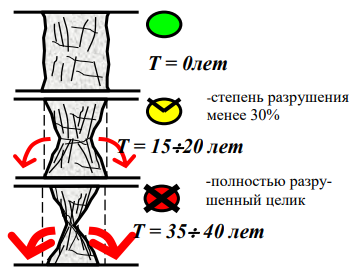 T = 0лет
-степень разрушения
менее 30%
T = 15÷20 лет
-полностью разру-
шенный целик
T = 35÷ 40 лет